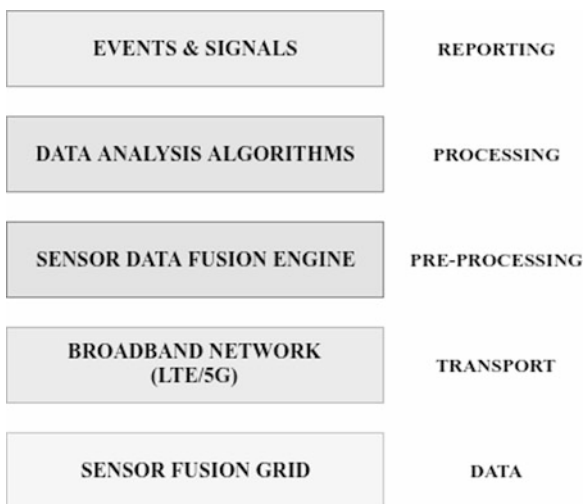 EVENTS & SIGNALS
REPORTING
DATA ANALYSIS ALGORITHMS
PROCESSING
SENSOR DATA FUSION ENGINE
PRE-PROCESSING
BROADBAND NETWORK
(LTE/5G)
TRANSPORT
SENSOR FUSION GRID
DATA